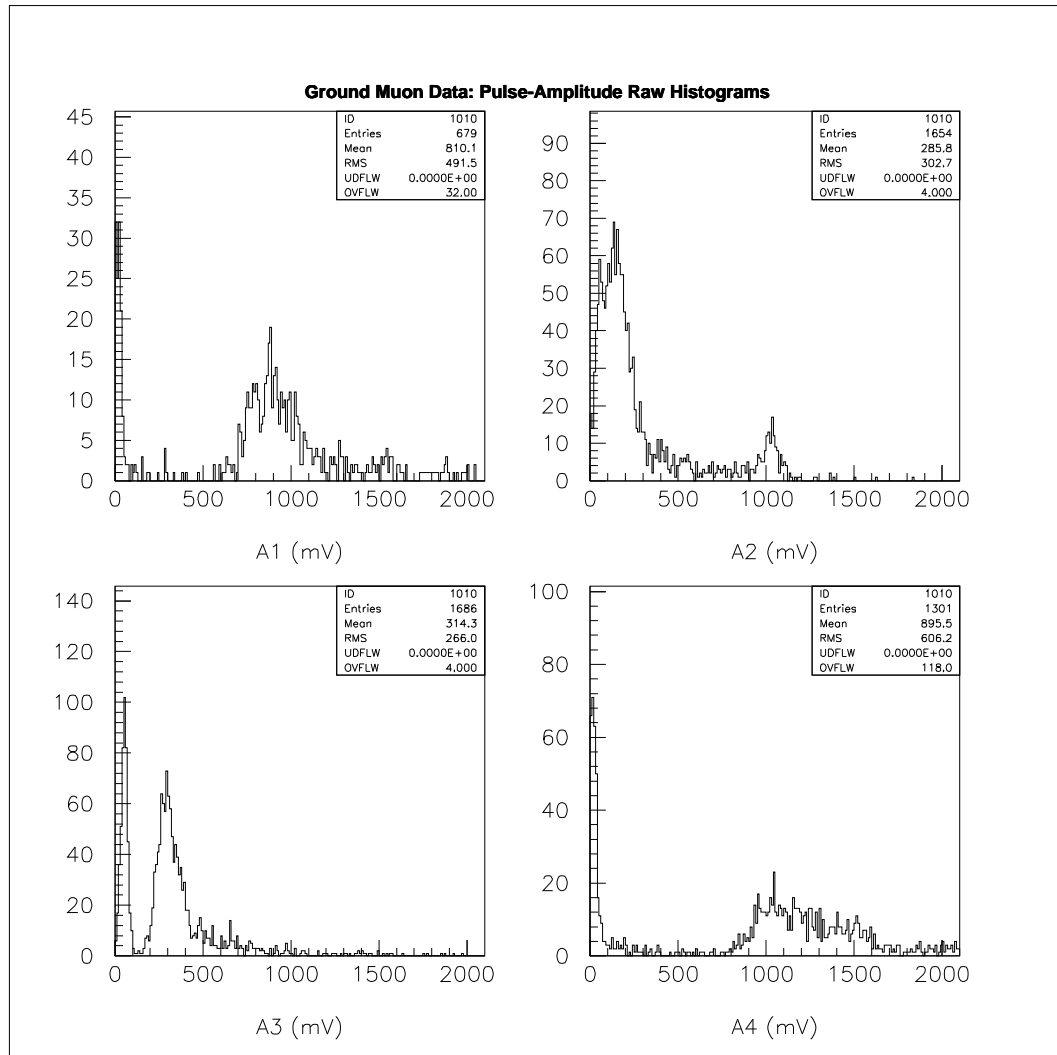 Ground Muon Data: Pulse-Amplitude Raw Histograms
ID 1010
Entries 679
Mean 810.1
RMS 491.5
UDFLW 0.0000E+00
OVFLW 32.00
45
40
35
30
25
20
15
10
5
0
0 500 1000 1500 2000
A1 (mV)
ID 1010
Entries 1654
Mean 285.8
RMS 302.7
UDFLW 0.0000E+00
OVFLW 4.000
90
80
70
60
50
40
30
20
10
0
0 500 1000 1500 2000
A2 (mV)
ID 1010
Entries 1686
Mean 314.3
RMS 266.0
UDFLW 0.0000E+00
OVFLW 4.000
140
120
100
80
60
40
20
0
0 500 1000 1500 2000
A3 (mV)
ID 1010
Entries 1301
Mean 895.5
RMS 606.2
UDFLW 0.0000E+00
OVFLW 118.0
100
80
60
40
20
0
0 500 1000 1500 2000
A4 (mV)